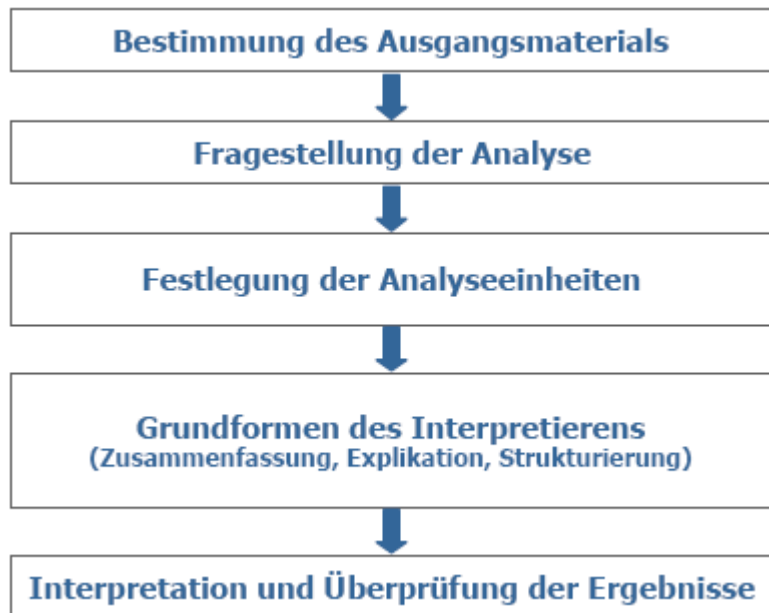 Bestimmung des Ausgangsmaterials
Fragestellung der Analyse
Festlegung der Analyseeinheiten
Grundformen des Interpretierens
(Zusammenfassung, Explikation, Strukturierung)
Interpretation und Überprüfung der Ergebnisse